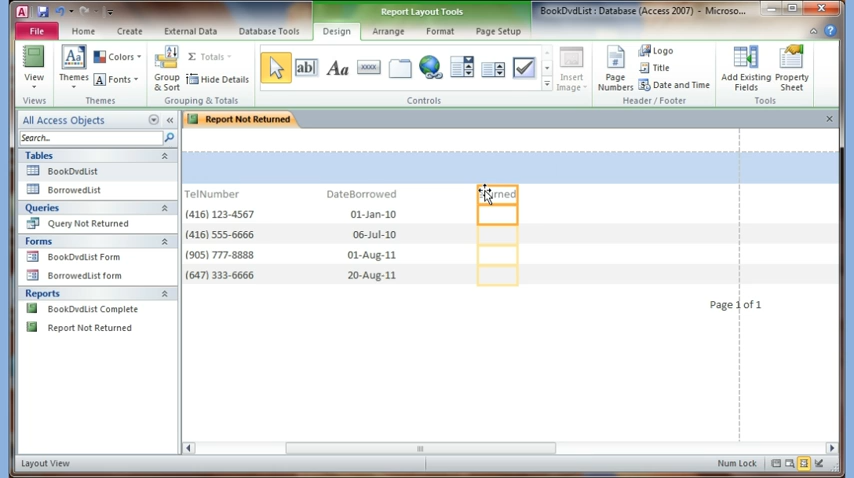 Report Layout Tools
BookDvdList : Database (Access 2007) - Microso...
File Home Create External Data Database Tools Design Arrange Format Page Setup
View
Views
Themes
Colors
Fonts
Themes
Group & Sort
Totals
Hide Details
Grouping & Totals
ab|
Aa
xxxx
Controls
Insert Image
Page Numbers
Logo
Title
Date and Time
Header / Footer
Add Existing Fields
Property Sheet
Tools
All Access Objects
Search...
Tables
BookDvdList
BorrowedList
Queries
Query Not Returned
Forms
BookDvdList Form
BorrowedList form
Reports
BookDvdList Complete
Report Not Returned
Report Not Returned
TelNumber DateBorrowed
(416) 123-4567 01-Jan-10
(416) 555-6666 06-Jul-10
(905) 777-8888 01-Aug-11
(647) 333-6666 20-Aug-11
Page 1 of 1
Layout View
Num Lock